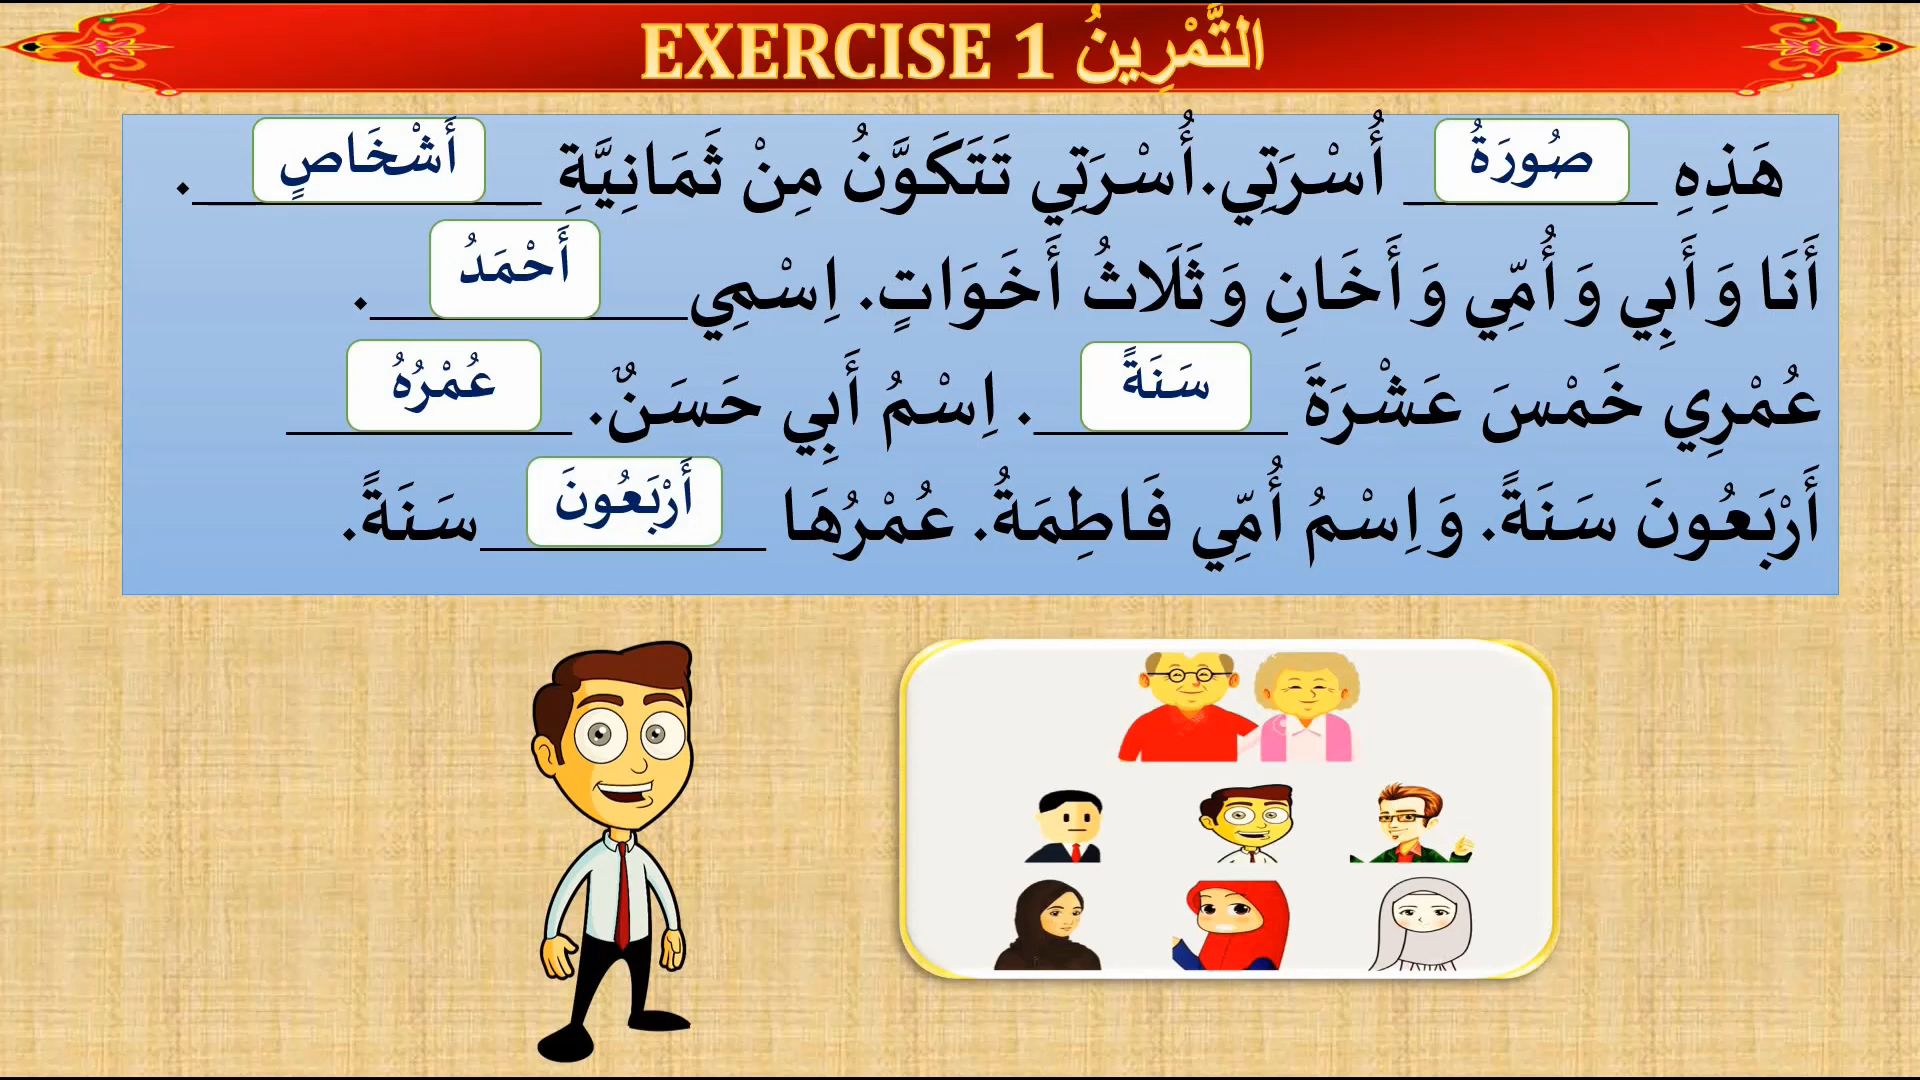 التَّمْرِينُ EXERCISE 1
هَذِهِ صُورَةُ أُسْرَتِي.أُسْرَتِي تَتَكَوَّنُ مِنْ ثَمَانِيَّةِ أَشْخَاصٍ.
أَنَا وَأَبِي وَأُمِّي وَأَخَانِ وَثَلَاثُ أَخَوَاتٍ. اِسْمِي أَحْمَدُ.
عُمْرِي خَمْسَ عَشْرَةَ سَنَةً. اِسْمُ أَبِي حَسَنٌ. عُمْرُهُ
أَرْبَعُونَ سَنَةً. وَاِسْمُ أُمِّي فَاطِمَةُ. عُمْرُهَا أَرْبَعُونَ سَنَةً.